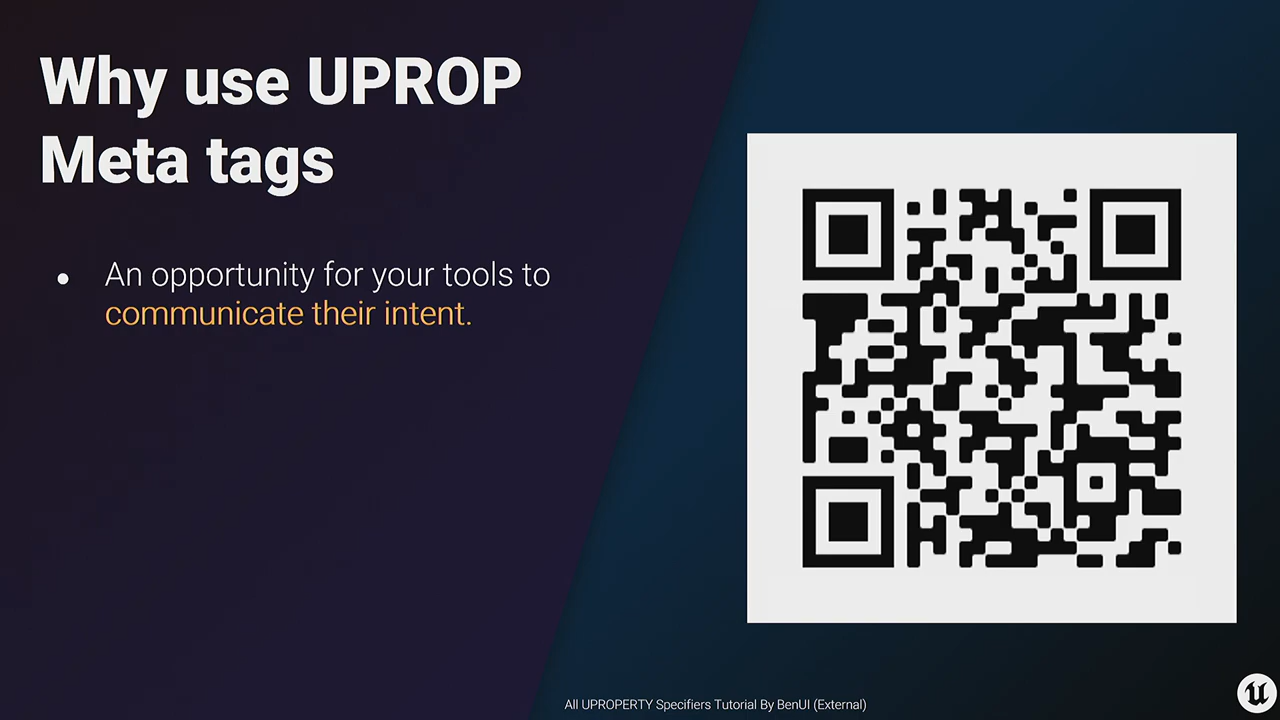 Why use UPROP
Meta tags
An opportunity for your tools to
communicate their intent.
All UPROPERTY Specifiers Tutorial By BenUI (External)